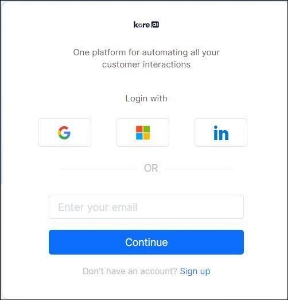 kore.ai
One platform for automating all your
customer interactions
Login with
in
OR
Enter your email
Continue
Don't have an account? Sign up